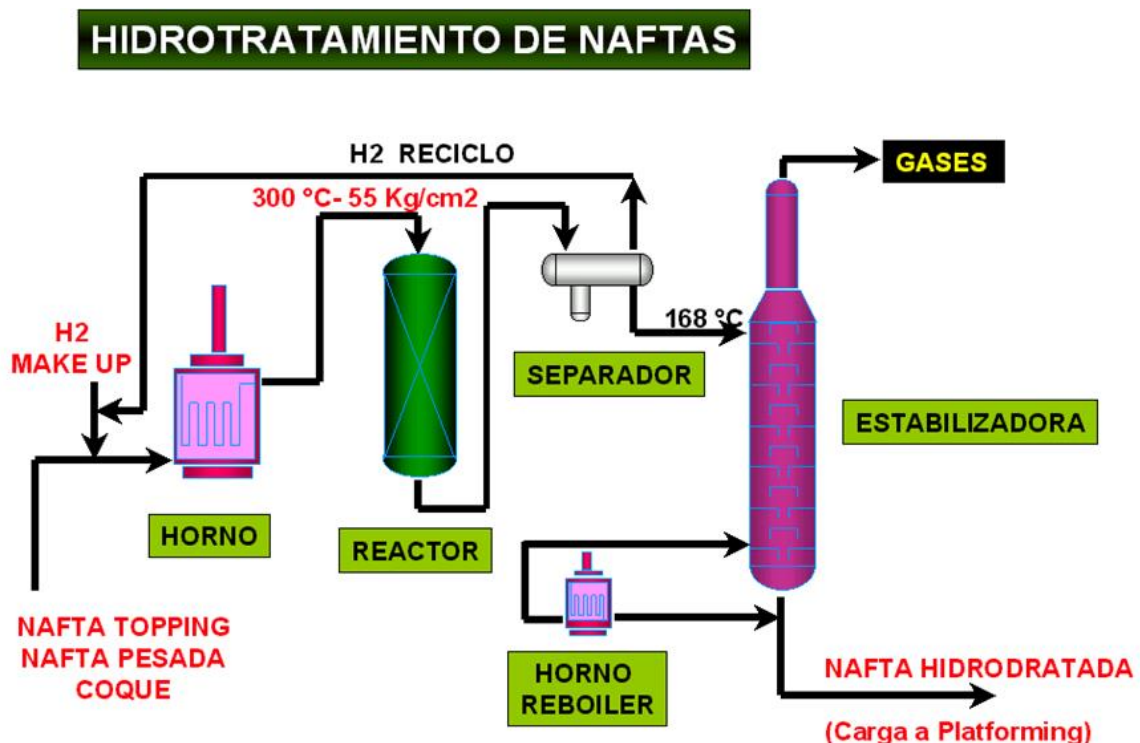 HIDROTRATAMIENTO DE NAFTAS
H2 RECICLO
300 °C- 55 Kg/cm2
GASES
H2
MAKE UP
168 °C
SEPARADOR
ESTABILIZADORA
HORNO
REACTOR
NAFTA TOPPING
NAFTA PESADA
COQUE
HORNO
REBOILER
NAFTA HIDRODRATADA
(Carga a Platforming)